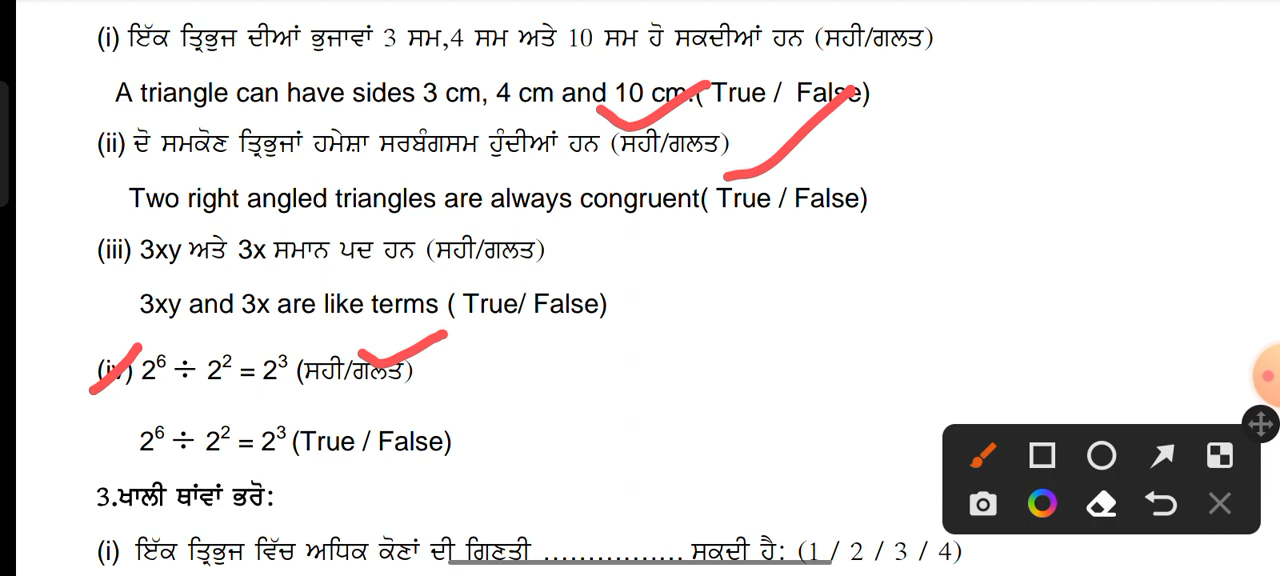 (i) ਇੱਕ ਤ੍ਰਿਭੁਜ ਦੀਆਂ ਭੁਜਾਵਾਂ 3 ਸਮ,4 ਸਮ ਅਤੇ 10 ਸਮ ਹੋ ਸਕਦੀਆਂ ਹਨ (ਸਹੀ/ਗਲਤ)
A triangle can have sides 3 cm, 4 cm and 10 cm.( True / False)
(ii) ਦੋ ਸਮਕੋਣ ਤ੍ਰਿਭੁਜਾਂ ਹਮੇਸ਼ਾ ਸਰਬੰਗਸਮ ਹੁੰਦੀਆਂ ਹਨ (ਸਹੀ/ਗਲਤ)
Two right angled triangles are always congruent( True / False)
(iii) 3xy ਅਤੇ 3x ਸਮਾਨ ਪਦ ਹਨ (ਸਹੀ/ਗਲਤ)
3xy and 3x are like terms ( True/ False)
(iv) 2⁶ ÷ 2² = 2³ (ਸਹੀ/ਗਲਤ)
2⁶ ÷ 2² = 2³ (True / False)
3.ਖਾਲੀ ਥਾਂਵਾਂ ਭਰੋ:
(i) ਇੱਕ ਤ੍ਰਿਭੁਜ ਵਿੱਚ ਅਧਿਕ ਕੋਣਾਂ ਦੀ ਗਿਣਤੀ ................ ਸਕਦੀ ਹੈ: (1 / 2 / 3 / 4)